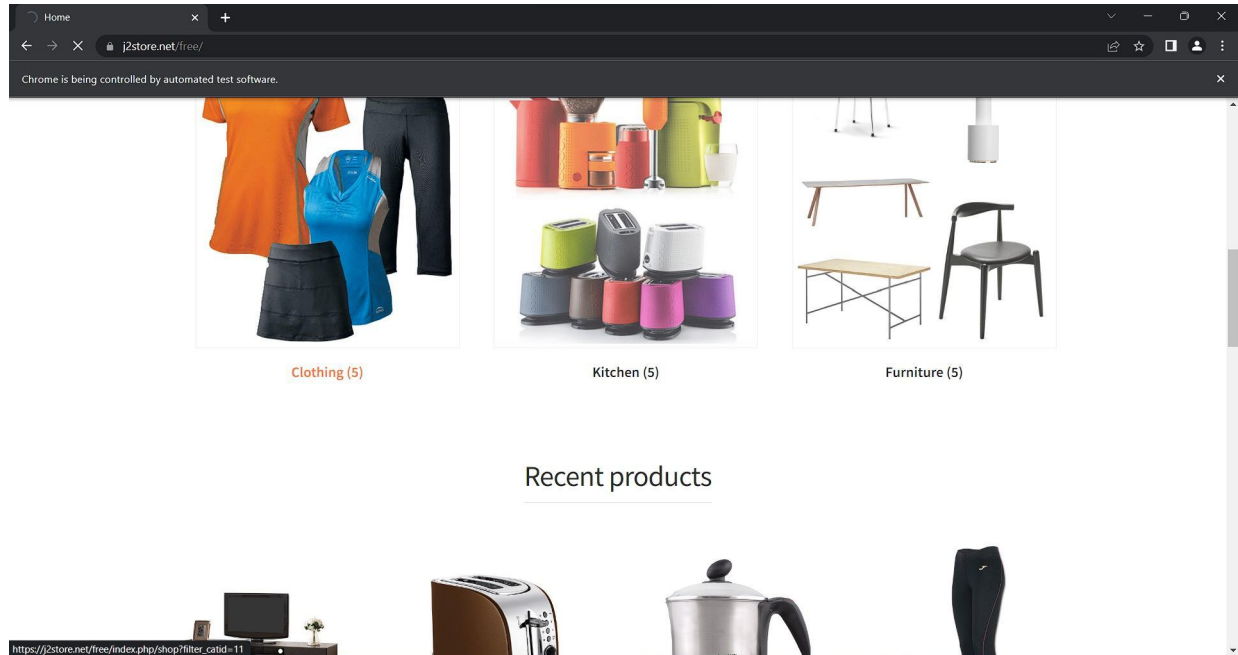 Home
j2store.net/free/
Chrome is being controlled by automated test software.
Clothing (5)
Kitchen (5)
Furniture (5)
Recent products
https://j2store.net/free/index.php/shop?filter_catid=11